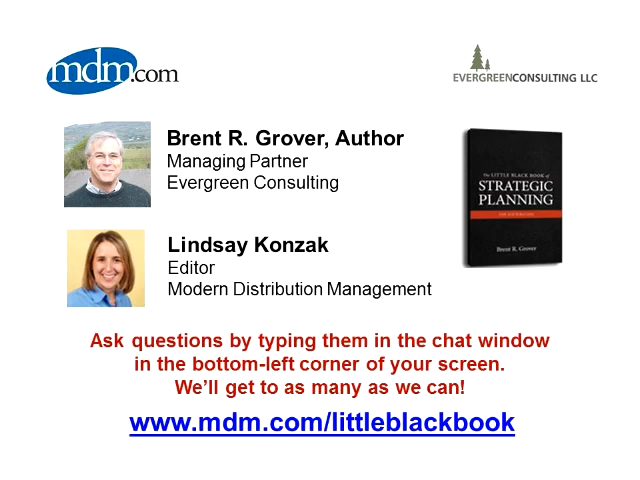 mdm.com
EVERGREENCONSULTING LLC
Brent R. Grover, Author
Managing Partner
Evergreen Consulting
The LITTLE BLACK BOOK of
STRATEGIC
PLANNING
Brent R. Grover
Lindsay Konzak
Editor
Modern Distribution Management
Ask questions by typing them in the chat window
in the bottom-left corner of your screen.
We'll get to as many as we can!
www.mdm.com/littleblackbook